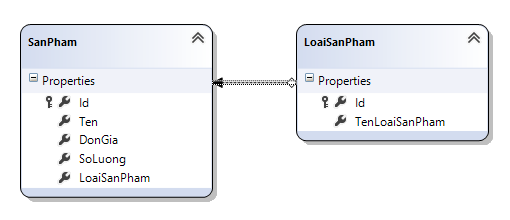 SanPham
Properties
Id
Ten
DonGia
SoLuong
LoaiSanPham
LoaiSanPham
Properties
Id
TenLoaiSanPham